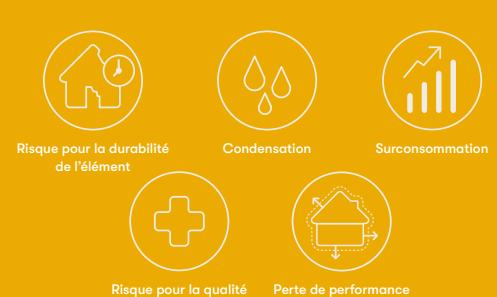 Risque pour la durabilité
de l'élément
Condensation
Surconsommation
Risque pour la qualité
Perte de performance